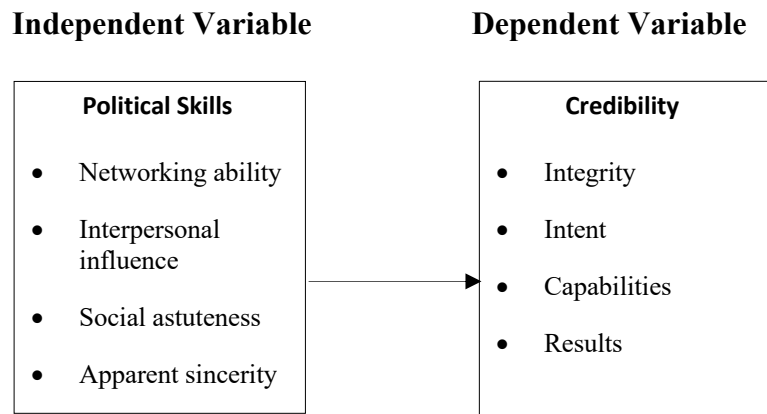 Independent Variable
Dependent Variable
Political Skills
• Networking ability
• Interpersonal
influence
• Social astuteness
• Apparent sincerity
Credibility
• Integrity
• Intent
• Capabilities
• Results